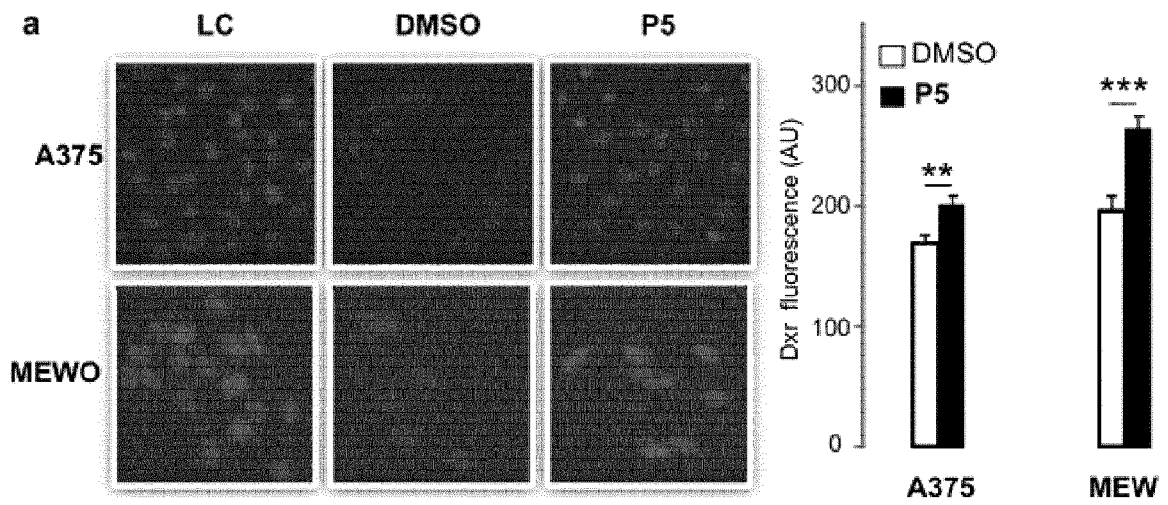 a
LC DMSO P5
A375
MEWO
Dxr fluorescence (AU)
300
200
100
0
DMSO
P5
**
***
A375 MEW